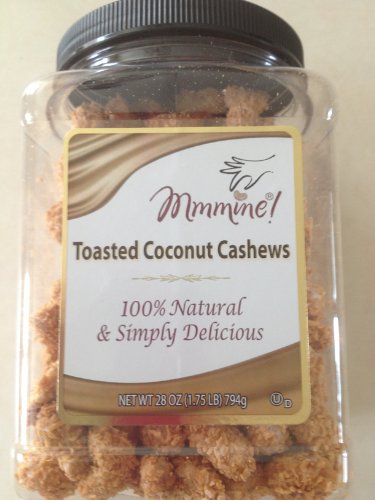 Mmmine!®
Toasted Coconut Cashews
100% Natural
& Simply Delicious
NET WT 28 OZ (1.75 LB) 794g
U D